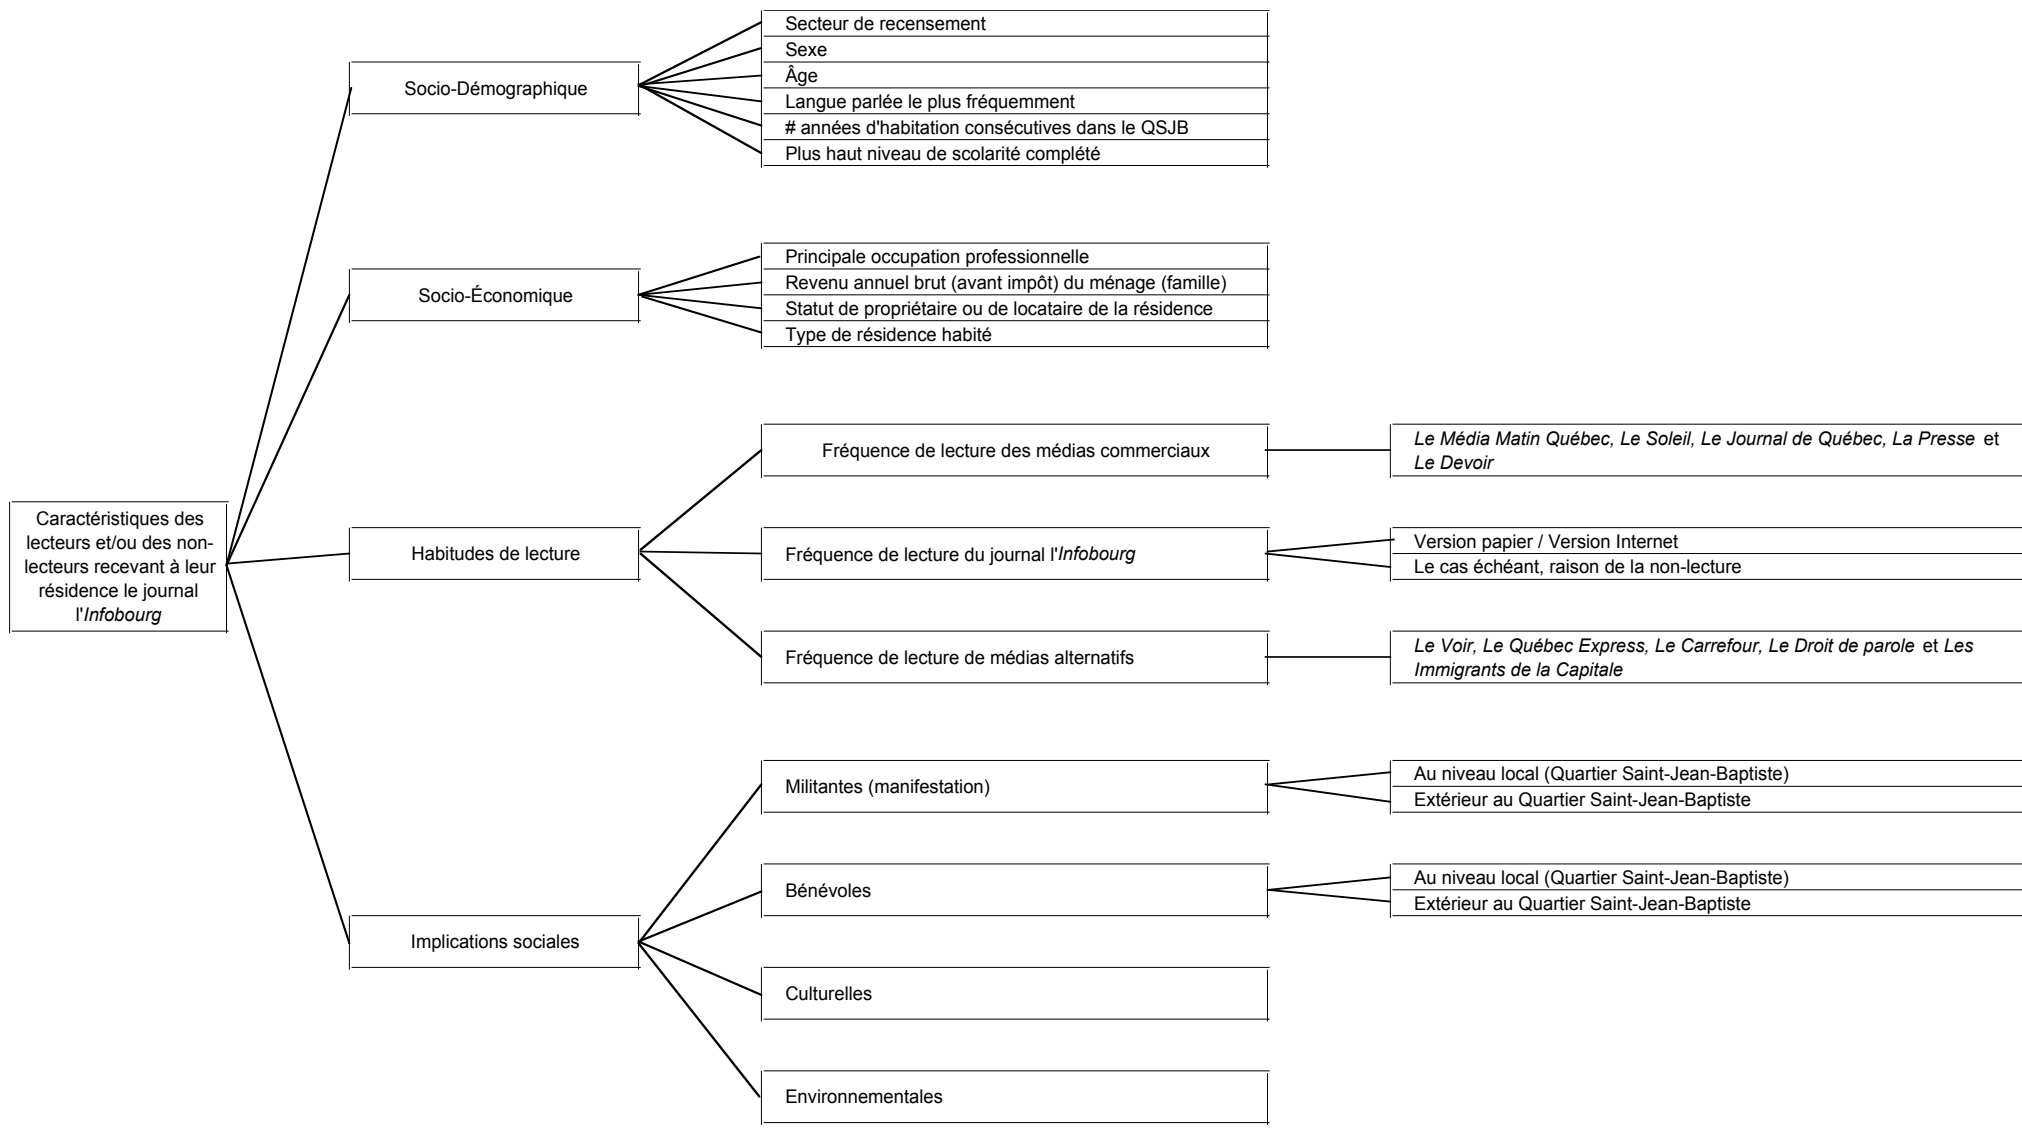 Secteur de recensement
Sexe
Âge
Langue parlée le plus fréquemment
# années d'habitation consécutives dans le QSJB
Plus haut niveau de scolarité complété
Socio-Démographique
Principale occupation professionnelle
Revenu annuel brut (avant impôt) du ménage (famille)
Statut de propriétaire ou de locataire de la résidence
Type de résidence habité
Socio-Économique
Caractéristiques des
lecteurs et/ou des non-
lecteurs recevant à leur
résidence le journal
l'Infobourg
Habitudes de lecture
Fréquence de lecture des médias commerciaux
Le Média Matin Québec, Le Soleil, Le Journal de Québec, La Presse et
Le Devoir
Fréquence de lecture du journal l'Infobourg
Version papier / Version Internet
Le cas échéant, raison de la non-lecture
Fréquence de lecture de médias alternatifs
Le Voir, Le Québec Express, Le Carrefour, Le Droit de parole et Les
Immigrants de la Capitale
Implications sociales
Militantes (manifestation)
Au niveau local (Quartier Saint-Jean-Baptiste)
Extérieur au Quartier Saint-Jean-Baptiste
Bénévoles
Au niveau local (Quartier Saint-Jean-Baptiste)
Extérieur au Quartier Saint-Jean-Baptiste
Culturelles
Environnementales